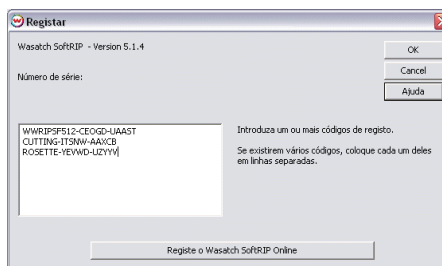 Registar
Wasatch SoftRIP - Version 5.1.4
OK
Número de série:
Cancel
Ajuda
WWRIPSF512-CEOGD-UAAST
CUTTING-ITSNW-AAXCB
ROSETTE-YEVWD-UZYYV
Introduza um ou mais códigos de registo.
Se existirem vários códigos, coloque cada um deles
em linhas separadas.
Registe o Wasatch SoftRIP Online